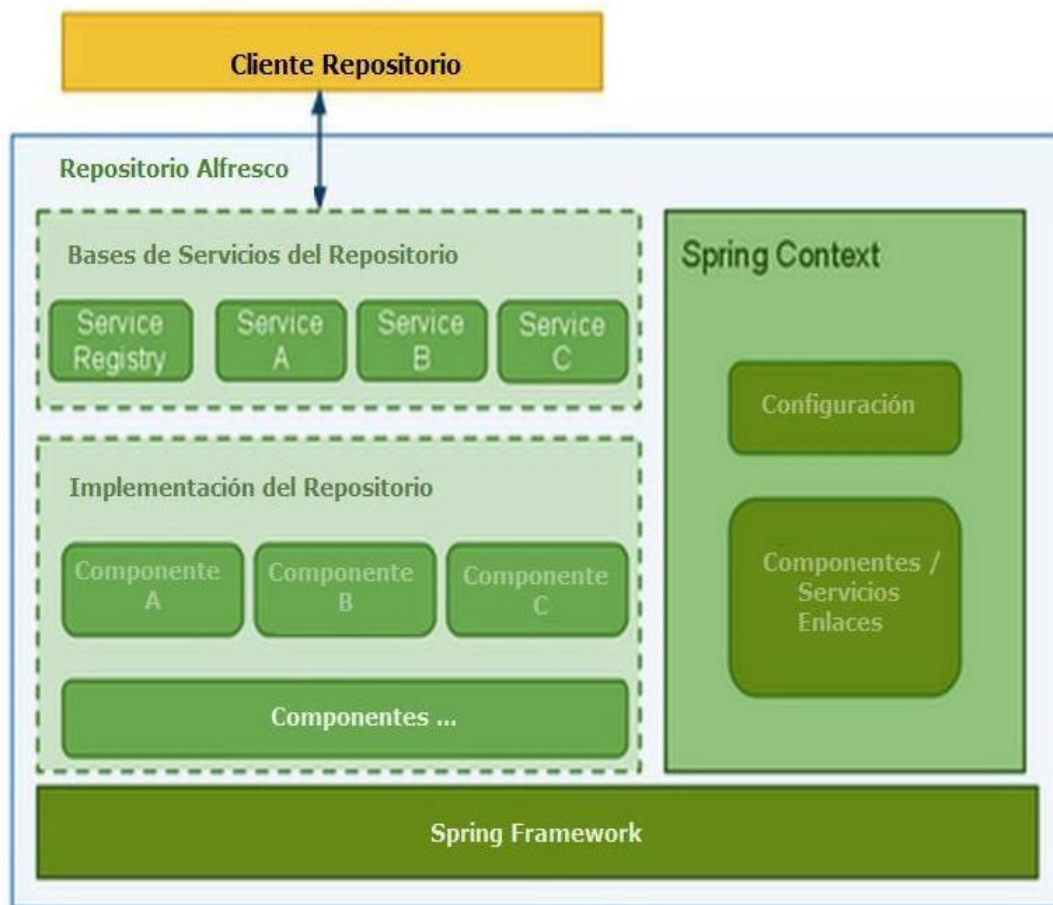 Cliente Repositorio
Repositorio Alfresco
Bases de Servicios del Repositorio
Service
Registry
Service
A
Service
B
Service
C
Implementación del Repositorio
Componente
A
Componente
B
Componente
C
Componentes ...
Spring Context
Configuración
Componentes /
Servicios
Enlaces
Spring Framework